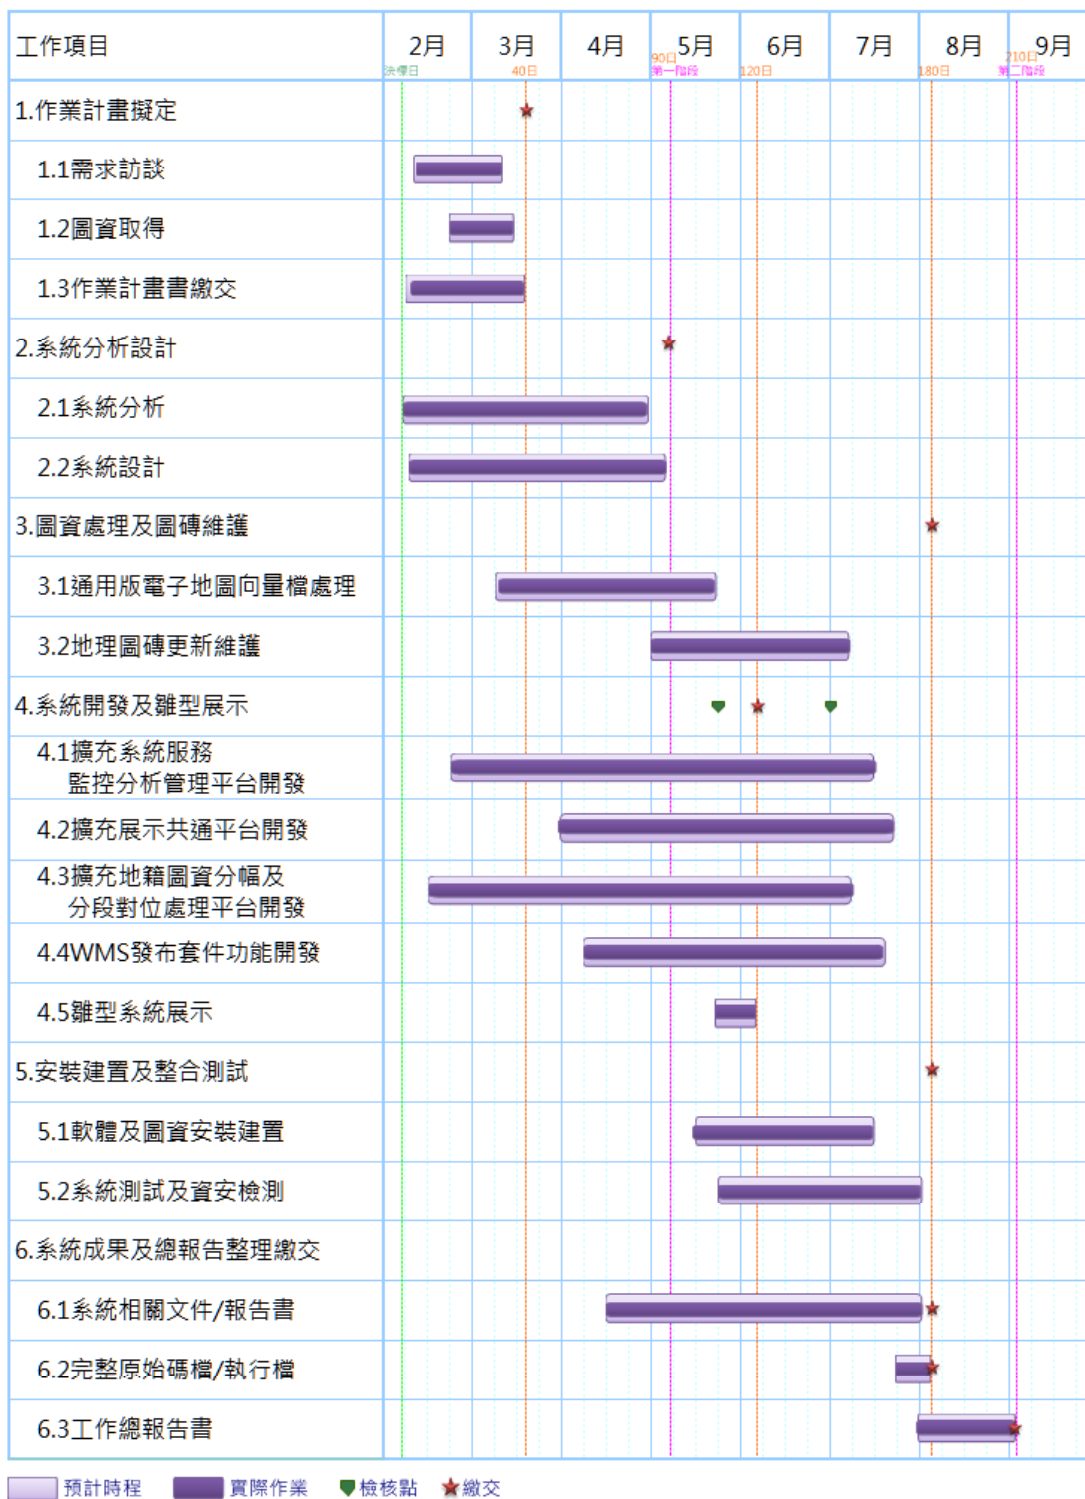 工作項目 2月 3月 4月 5月 6月 7月 8月 9月
決標日 40日 90日 第一階段 120日 180日 210日 第二階段
1.作業計畫擬定
1.1需求訪談
1.2圖資取得
1.3作業計畫書繳交
2.系統分析設計
2.1系統分析
2.2系統設計
3.圖資處理及圖磚維護
3.1通用版電子地圖向量檔處理
3.2地理圖磚更新維護
4.系統開發及雛型展示
4.1擴充系統服務
監控分析管理平台開發
4.2擴充展示共通平台開發
4.3擴充地籍圖資分幅及
分段對位處理平台開發
4.4WMS發布套件功能開發
4.5雛型系統展示
5.安裝建置及整合測試
5.1軟體及圖資安裝建置
5.2系統測試及資安檢測
6.系統成果及總報告整理繳交
6.1系統相關文件/報告書
6.2完整原始碼檔/執行檔
6.3工作總報告書
預計時程 實際作業 檢核點 繳交